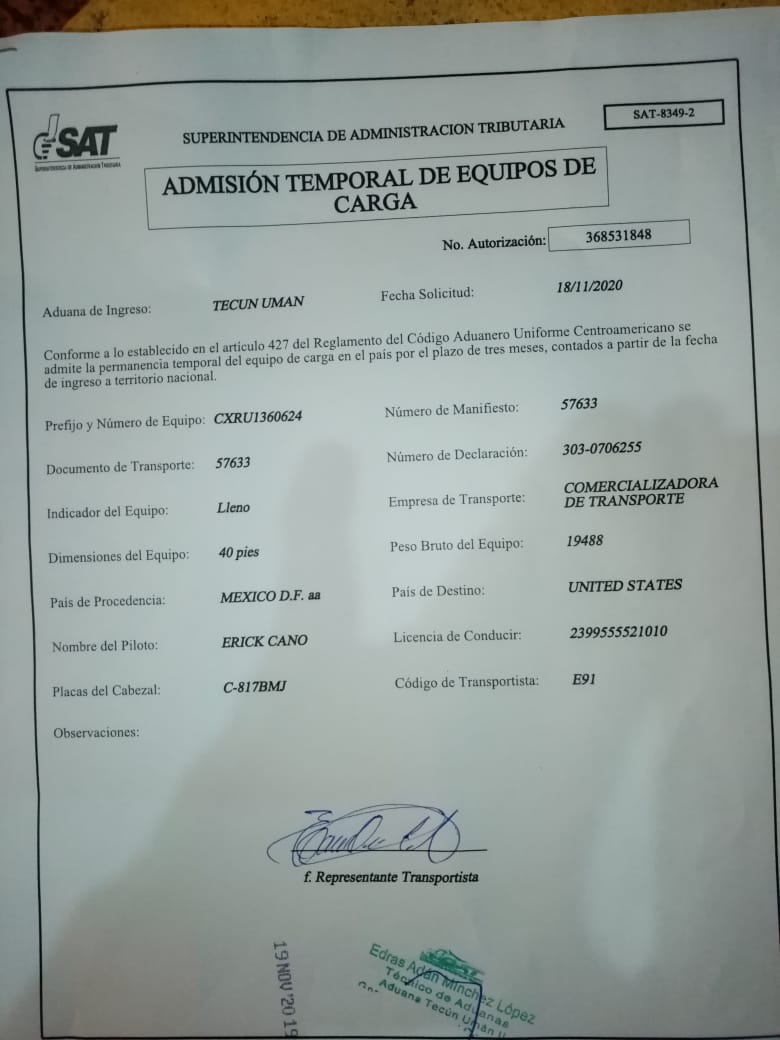 SAT
SUPERINTENDENCIA DE ADMINISTRACIÓN TRIBUTARIA
SUPERINTENDENCIA DE ADMINISTRACION TRIBUTARIA
SAT-8349-2
ADMISIÓN TEMPORAL DE EQUIPOS DE
CARGA
No. Autorización: 368531848
Aduana de Ingreso: TECUN UMAN Fecha Solicitud: 18/11/2020
Conforme a lo establecido en el artículo 427 del Reglamento del Código Aduanero Uniforme Centroamericano se
admite la permanencia temporal del equipo de carga en el país por el plazo de tres meses, contados a partir de la fecha
de ingreso a territorio nacional.
Prefijo y Número de Equipo: CXRU1360624 Número de Manifiesto: 57633
Documento de Transporte: 57633 Número de Declaración: 303-0706255
Indicador del Equipo: Lleno Empresa de Transporte: COMERCIALIZADORA
DE TRANSPORTE
Dimensiones del Equipo: 40 pies Peso Bruto del Equipo: 19488
País de Procedencia: MEXICO D.F. aa País de Destino: UNITED STATES
Nombre del Piloto: ERICK CANO Licencia de Conducir: 2399555521010
Placas del Cabezal: C-817BMJ Código de Transportista: E91
Observaciones:
f. Representante Transportista
19 NOV '20 19
Edras Adán Minchez López
Técnico de Aduanas
Aduana Tecún Umán II